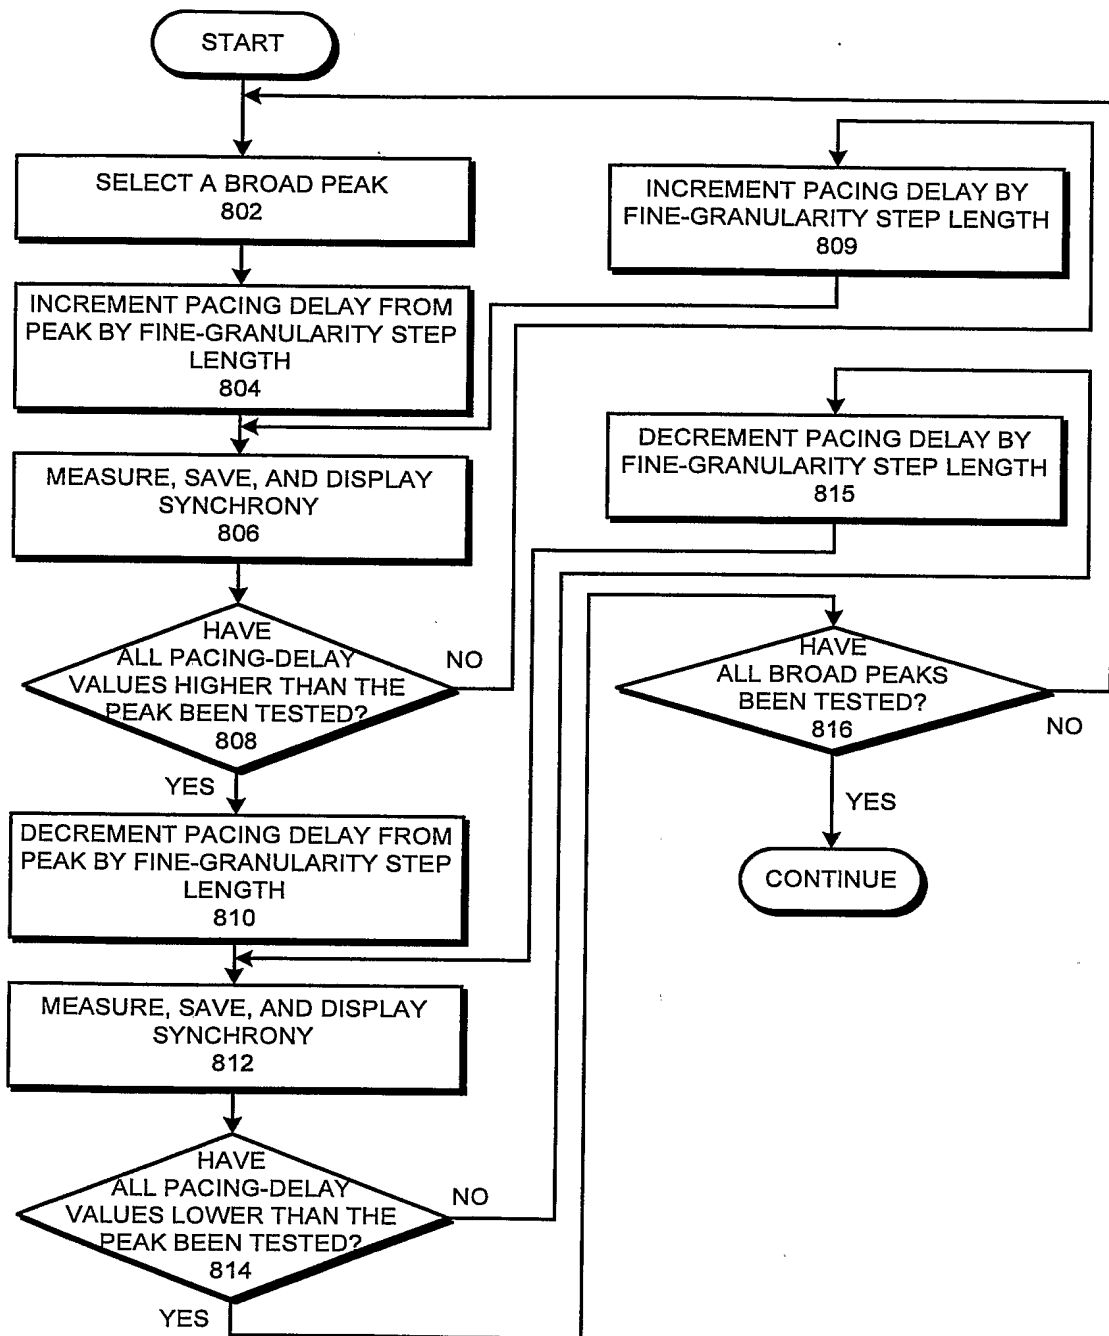 START
SELECT A BROAD PEAK
802
INCREMENT PACING DELAY FROM
PEAK BY FINE-GRANULARITY STEP
LENGTH
804
MEASURE, SAVE, AND DISPLAY
SYNCHRONY
806
HAVE
ALL PACING-DELAY
VALUES HIGHER THAN THE
PEAK BEEN TESTED?
808
NO
YES
INCREMENT PACING DELAY BY
FINE-GRANULARITY STEP LENGTH
809
DECREMENT PACING DELAY FROM
PEAK BY FINE-GRANULARITY STEP
LENGTH
810
MEASURE, SAVE, AND DISPLAY
SYNCHRONY
812
HAVE
ALL PACING-DELAY
VALUES LOWER THAN THE
PEAK BEEN TESTED?
814
NO
YES
DECREMENT PACING DELAY BY
FINE-GRANULARITY STEP LENGTH
815
HAVE
ALL BROAD PEAKS
BEEN TESTED?
816
NO
YES
CONTINUE